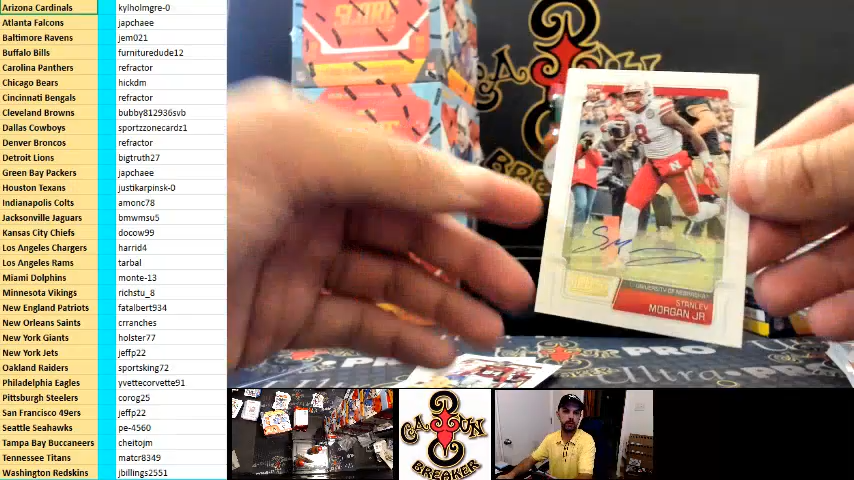 Arizona Cardinals kylholmgre-0
Atlanta Falcons japchaee
Baltimore Ravens jem021
Buffalo Bills furnituredude12
Carolina Panthers refractor
Chicago Bears hickdm
Cincinnati Bengals refractor
Cleveland Browns bubby812936svb
Dallas Cowboys sportzzonecardz1
Denver Broncos refractor
Detroit Lions bigtruth27
Green Bay Packers japchaee
Houston Texans justikarpinsk-0
Indianapolis Colts amonc78
Jacksonville Jaguars bmwmsu5
Kansas City Chiefs docow99
Los Angeles Chargers harrid4
Los Angeles Rams tarbal
Miami Dolphins monte-13
Minnesota Vikings richstu_8
New England Patriots fatalbert934
New Orleans Saints crranches
New York Giants holster77
New York Jets jeffp22
Oakland Raiders sportsking72
Philadelphia Eagles yvettecorvette91
Pittsburgh Steelers corog25
San Francisco 49ers jeffp22
Seattle Seahawks pe-4560
Tampa Bay Buccaneers cheitojm
Tennessee Titans matcr8349
Washington Redskins jbillings2551
SCORE
UNIVERSITY OF NEBRASKA
STANLEY
MORGAN JR
8
N
Ultra PRO
CAJUN
BREAKER